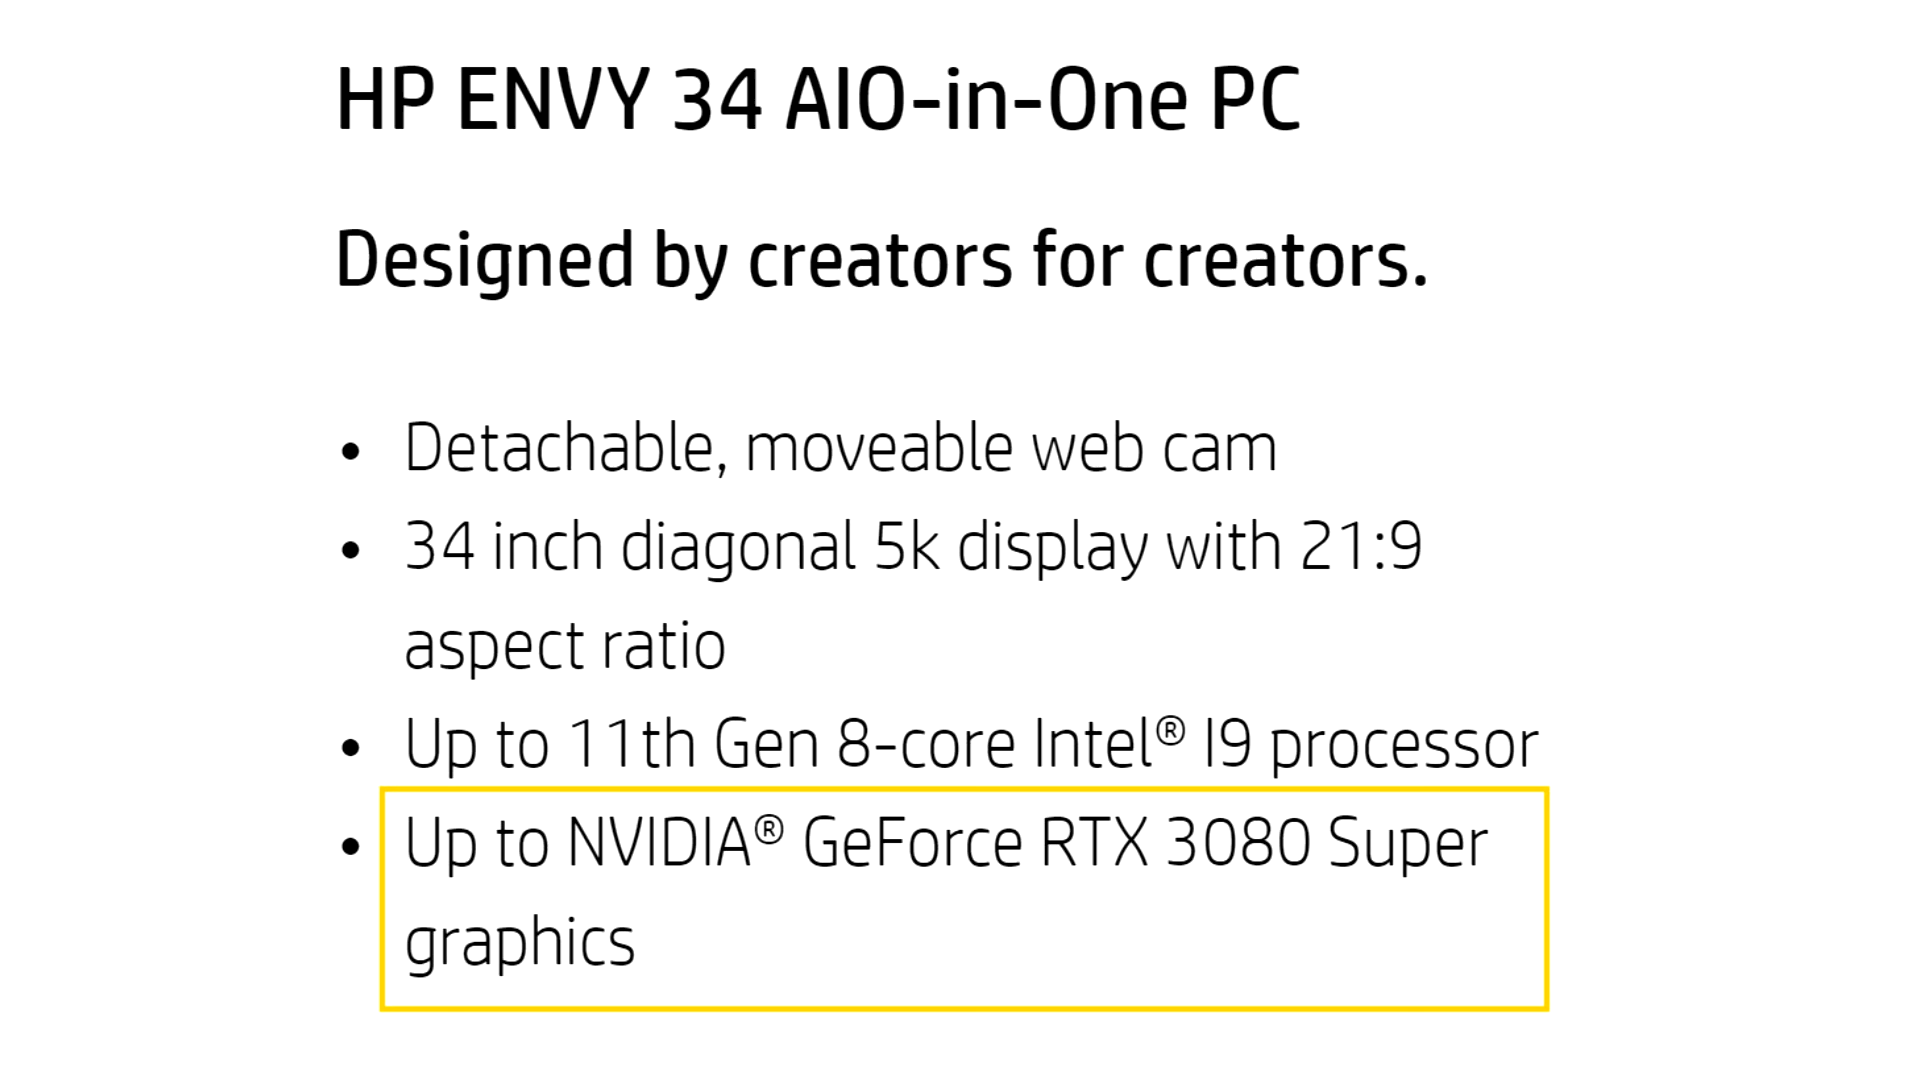 HP ENVY 34 AIO-in-One PC
Designed by creators for creators.
• Detachable, moveable web cam
• 34 inch diagonal 5k display with 21:9
aspect ratio
• Up to 11th Gen 8-core Intel® I9 processor
• Up to NVIDIA® GeForce RTX 3080 Super
graphics